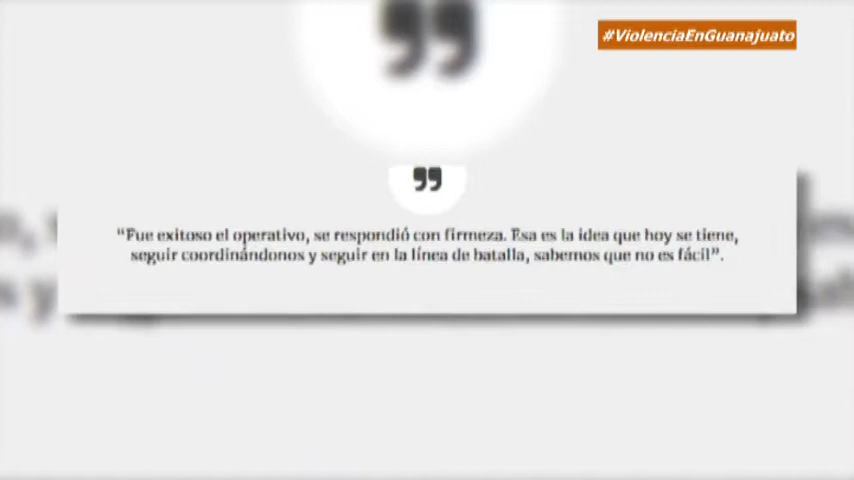 #ViolenciaEnGuanajuato
“Fue exitoso el operativo, se respondió con firmeza. Esa es la idea que hoy se tiene,
seguir coordinándonos y seguir en la línea de batalla, sabemos que no es fácil”.